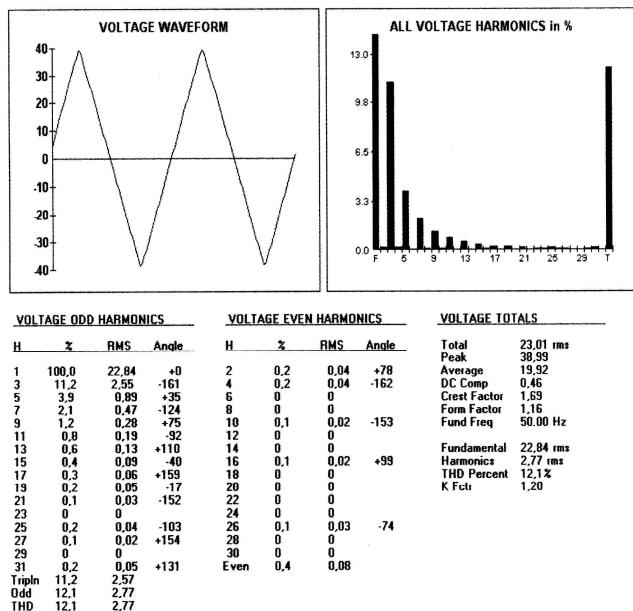 VOLTAGE WAVEFORM
40
30
20
10
0
-10
-20
-30
-40
ALL VOLTAGE HARMONICS in %
13.0
9.8
6.5
3.3
0.0
F 5 9 13 17 21 25 29 T
VOLTAGE ODD HARMONICS
H % RMS Angle
1 100,0 22,84 +0
3 11,2 2,55 -161
5 3,9 0,89 +35
7 2,1 0,47 -124
9 1,2 0,28 +75
11 0,8 0,19 -92
13 0,6 0,13 +110
15 0,4 0,09 -40
17 0,3 0,06 +159
19 0,2 0,05 -17
21 0,1 0,03 -152
23 0 0
25 0,2 0,04 -103
27 0,1 0,02 +154
29 0 0
31 0,2 0,05 +131
Tripln 11,2 2,57
Odd 12,1 2,77
THD 12,1 2,77
VOLTAGE EVEN HARMONICS
H % RMS Angle
2 0,2 0,04 +78
4 0,2 0,04 -162
6 0 0
8 0 0
10 0,1 0,02 -153
12 0 0
14 0 0
16 0,1 0,02 +99
18 0 0
20 0 0
22 0 0
24 0 0
26 0,1 0,03 -74
28 0 0
30 0 0
Even 0,4 0,08
VOLTAGE TOTALS
Total 23,01 rms
Peak 38,99
Average 19,92
DC Comp 0,46
Crest Factor 1,69
Form Factor 1,16
Fund Freq 50.00 Hz
Fundamental 22,84 rms
Harmonics 2,77 rms
THD Percent 12,1%
K Fctr 1,20